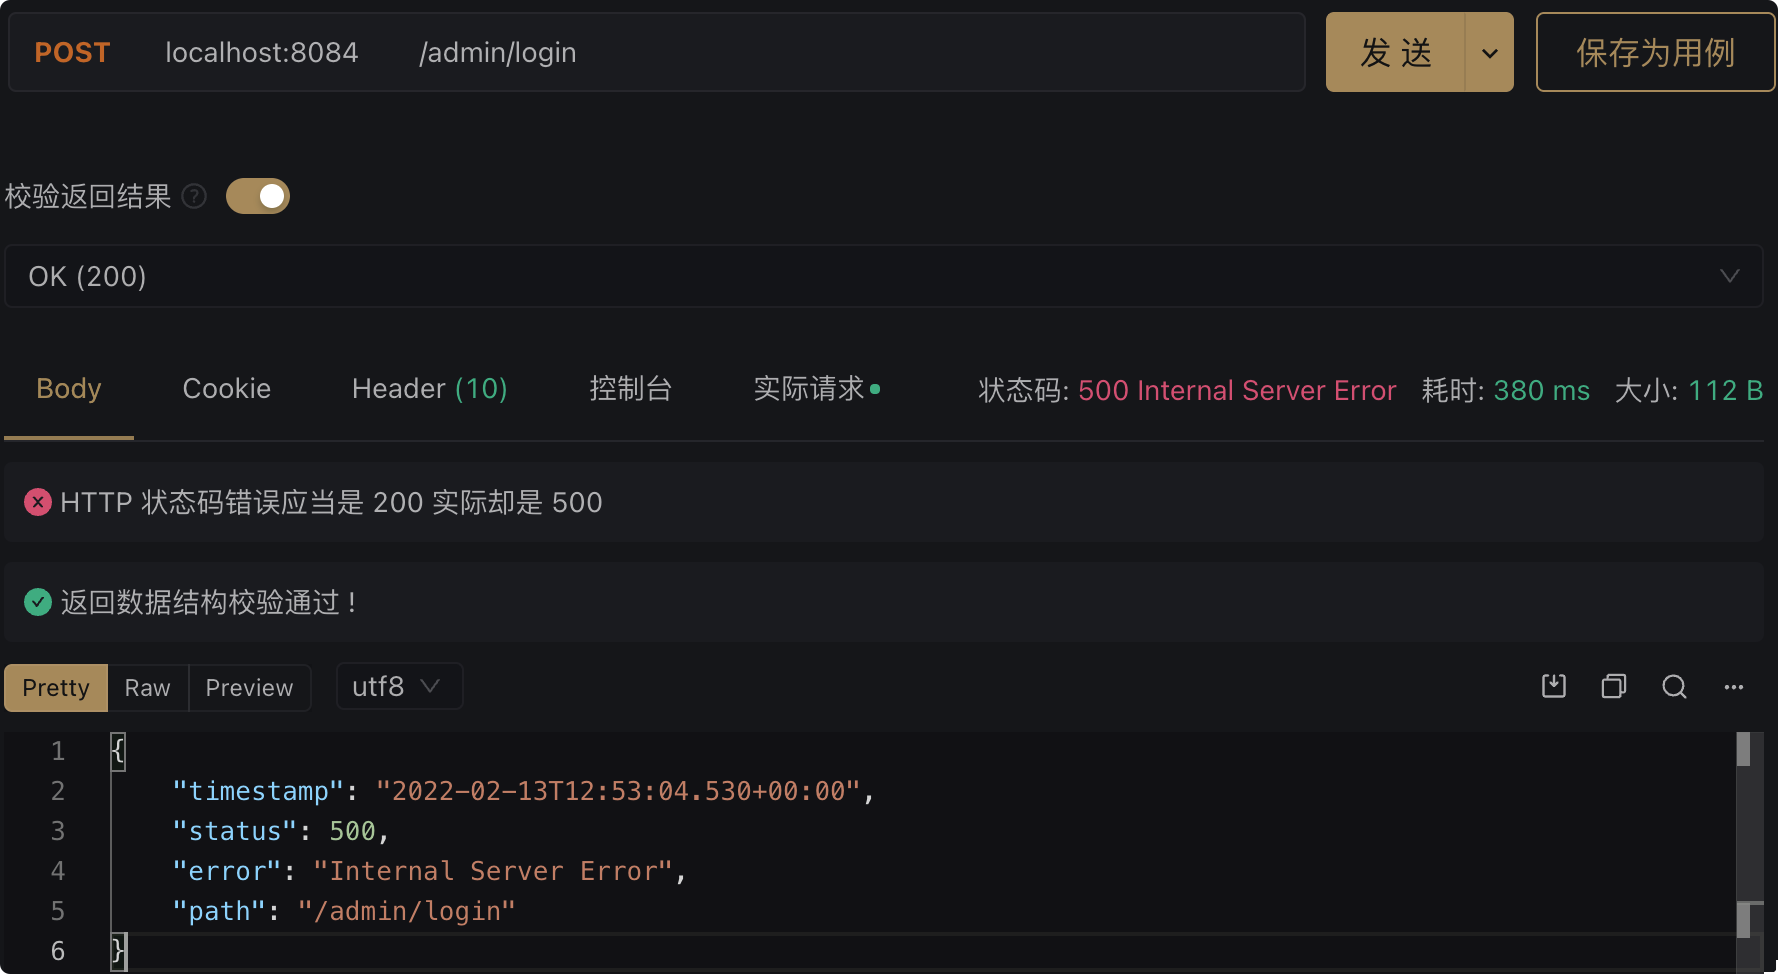 POST localhost:8084 /admin/login 发 送 保存为用例
校验返回结果 ?
OK (200)
Body Cookie Header (10) 控制台 实际请求 状态码: 500 Internal Server Error 耗时: 380 ms 大小: 112 B
HTTP 状态码错误应当是 200 实际却是 500
返回数据结构校验通过！
Pretty Raw Preview utf8
1 {
2 "timestamp": "2022-02-13T12:53:04.530+00:00",
3 "status": 500,
4 "error": "Internal Server Error",
5 "path": "/admin/login"
6 }